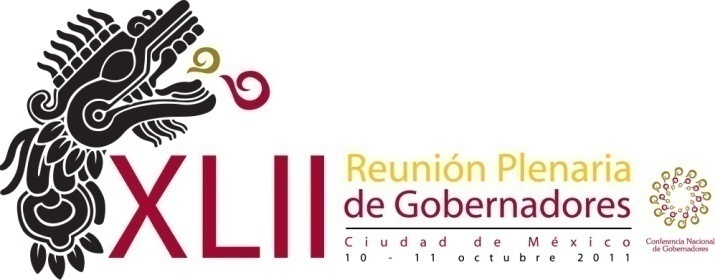 XLII
Reunión Plenaria
de Gobernadores
Ciudad de México
10 - 11 octubre 2011
Conferencia Nacional
de Gobernadores